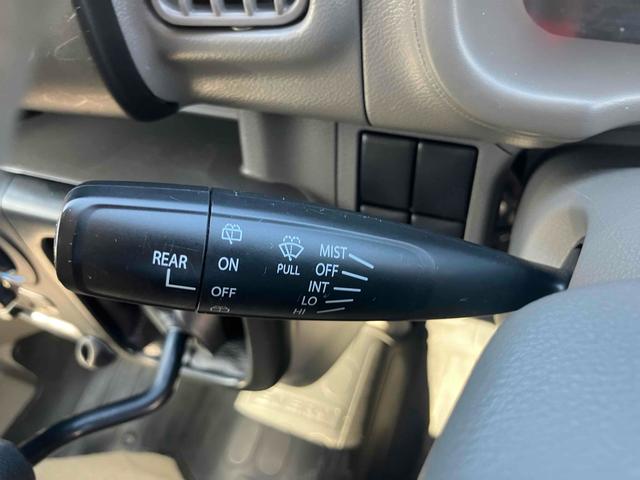 REAR
ON
OFF
PULL
MIST
OFF
INT
LO
HI